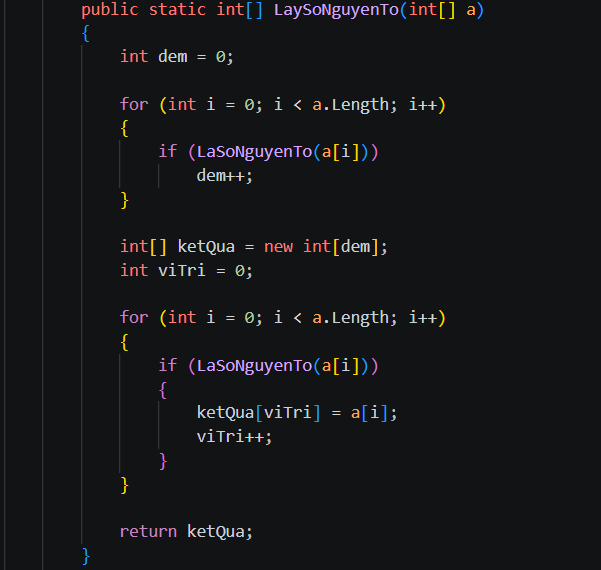 public static int[] LaySoNguyenTo(int[] a)
{
int dem = 0;
for (int i = 0; i < a.Length; i++)
{
if (LaSoNguyenTo(a[i]))
dem++;
}
int[] ketQua = new int[dem];
int viTri = 0;
for (int i = 0; i < a.Length; i++)
{
if (LaSoNguyenTo(a[i]))
{
ketQua[viTri] = a[i];
viTri++;
}
}
return ketQua;
}